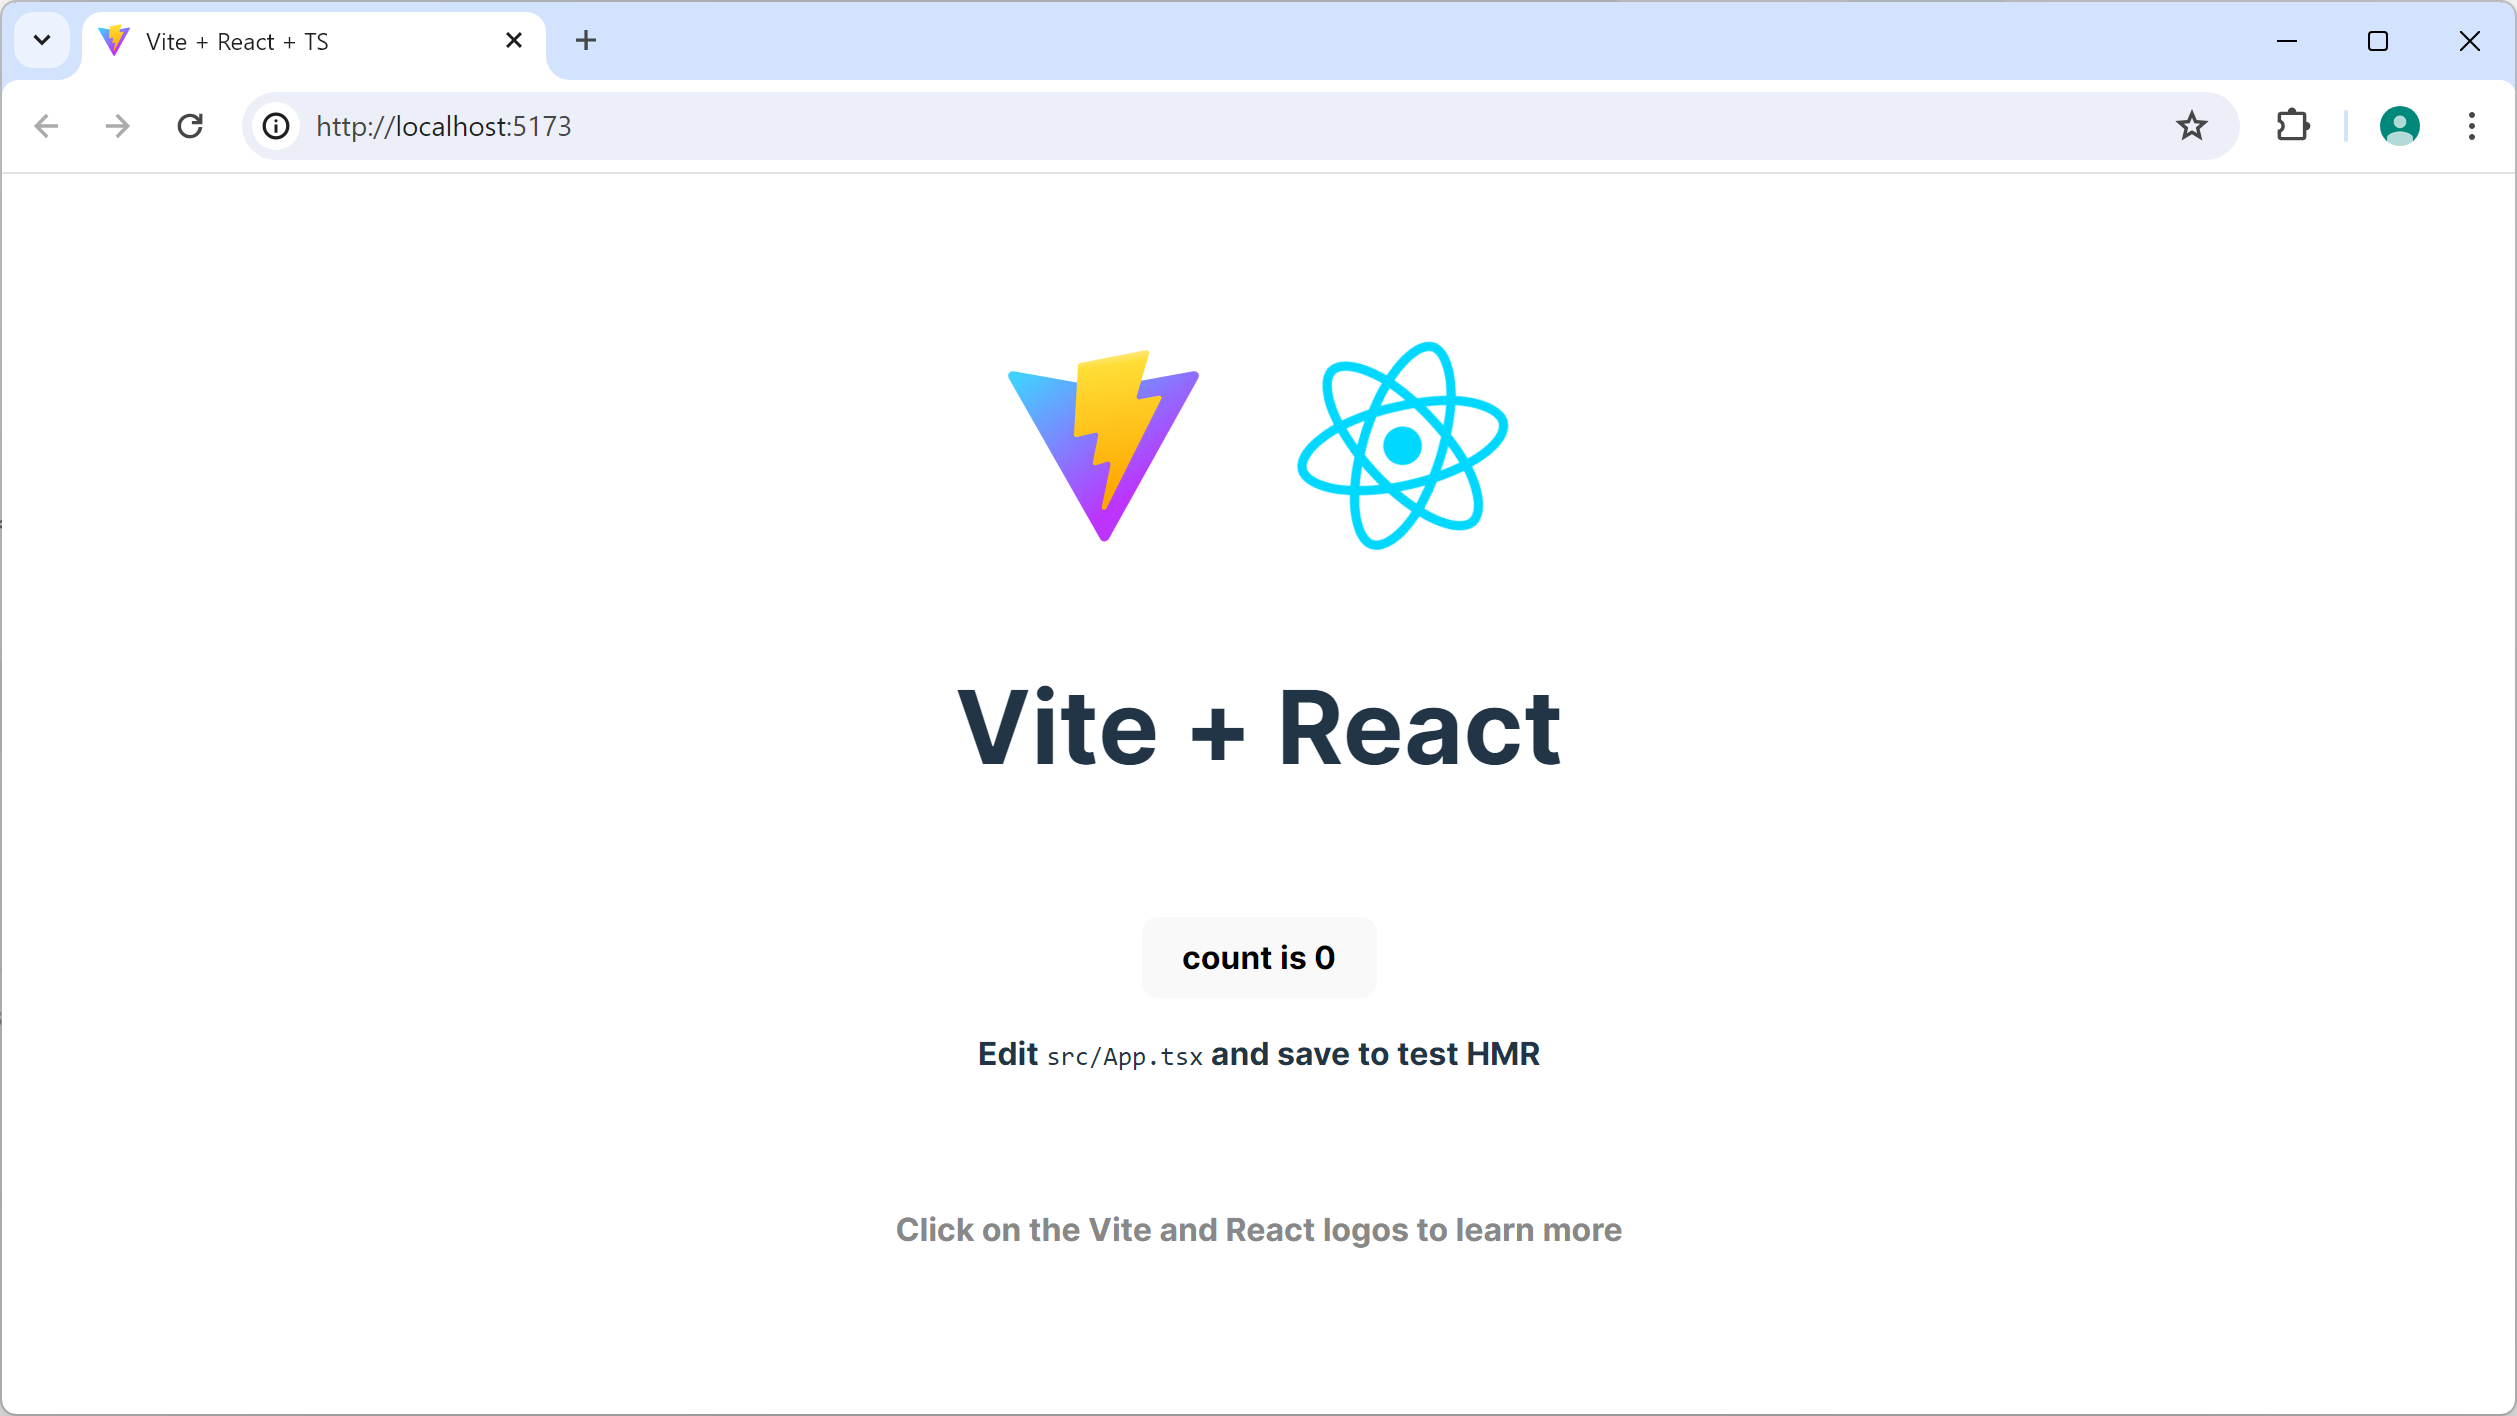 Vite + React + TS
http://localhost:5173
Vite + React
count is 0
Edit src/App.tsx and save to test HMR
Click on the Vite and React logos to learn more